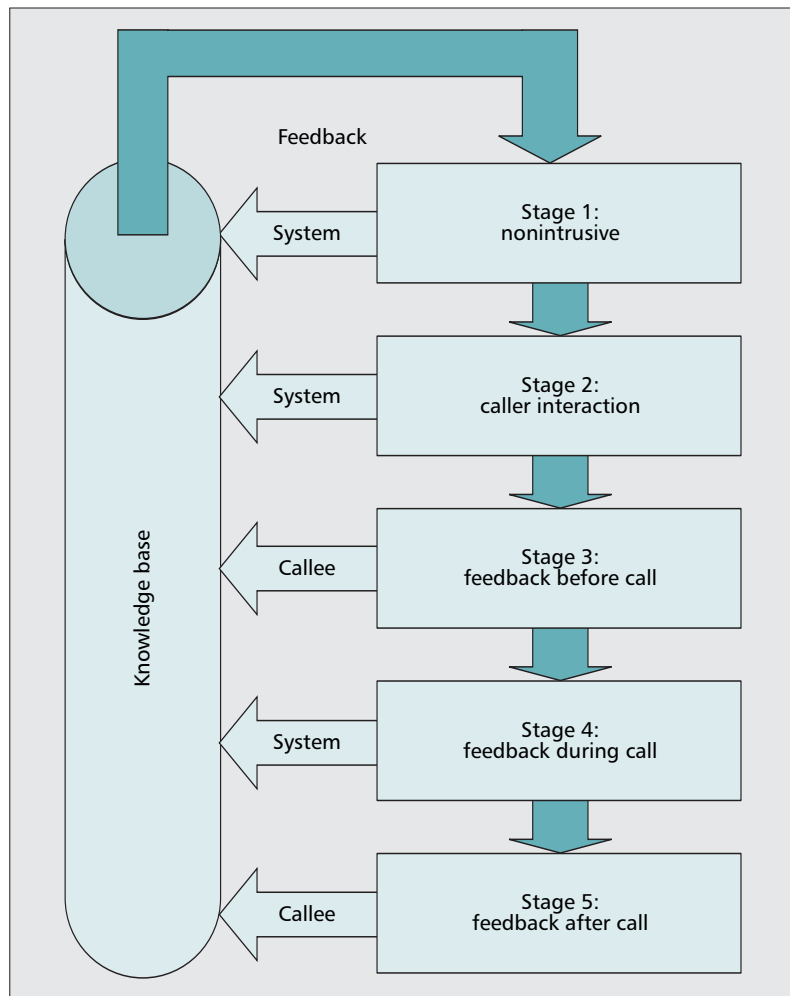 Feedback
System
Stage 1:
nonintrusive
System
Stage 2:
caller interaction
Knowledge base
Callee
Stage 3:
feedback before call
System
Stage 4:
feedback during call
Callee
Stage 5:
feedback after call